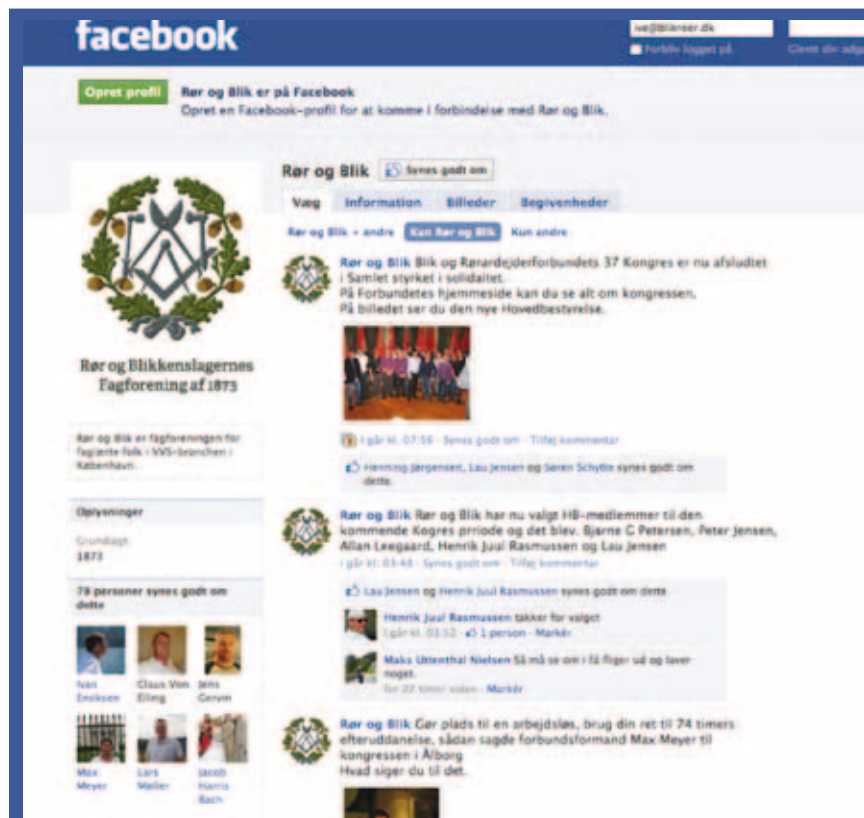 facebook
ive@blikroer.dk
Forbliv logget på
Glemt din adg
Opret profil
Rør og Blik er på Facebook
Opret en Facebook-profil for at komme i forbindelse med Rør og Blik.
Rør og Blik Synes godt om
Væg Information Billeder Begivenheder
Rør og Blik + andre Kun Rør og Blik Kun andre
Rør og Blik Blik og Rørardejderforbundets 37 Kongres er nu afsludtet
i Samlet styrket i solidaitet.
På Forbundetes hjemmeside kan du se alt om kongressen,
På billedet ser du den nye Hovedbestyrelse.
I går kl. 07:56 · Synes godt om · Tilføj kommentar
Henning Jørgensen, Lau Jensen og Søren Schytte synes godt om
dette.
Rør og Blikkenslagernes
Fagforening af 1873
Rør og Blik er fagforeningen for
faglærte folk i VVS-branchen i
København.
Oplysninger
Grundlagt:
1873
78 personer synes godt om
dette
Ivan
Enoksen
Claus Von
Elling
Jens
Gervin
Max
Meyer
Lars
Møller
Jacob
Harris
Bach
Rør og Blik Rør og Blik har nu valgt HB-medlemmer til den
kommende Kogres prriode og det blev. Bjarne G Petersen, Peter Jensen,
Allan Leegaard, Henrik Juul Rasmussen og Lau Jensen
I går kl. 03:48 · Synes godt om · Tilføj kommentar
Lau Jensen og Henrik Juul Rasmussen synes godt om dette.
Henrik Juul Rasmussen takker for valget
I går kl. 03:52 · 1 person · Markér
Maks Uttenthal Nielsen Så må se om i få fliger ud og laver
noget.
for 22 timer siden · Markér
Rør og Blik Gør plads til en arbejdsløs, brug din ret til 74 timers
efteruddanelse, sådan sagde forbundsformand Max Meyer til
kongressen i Ålborg
Hvad siger du til det.